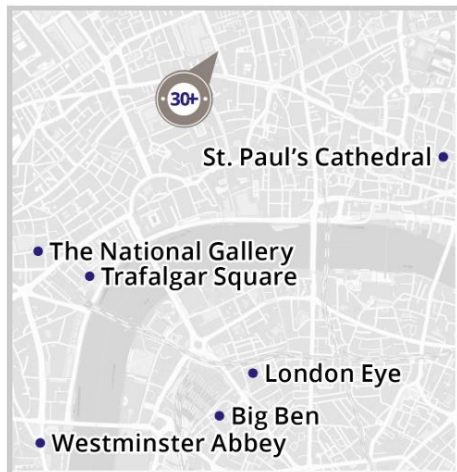 30+
St. Paul's Cathedral
The National Gallery
Trafalgar Square
London Eye
Big Ben
Westminster Abbey